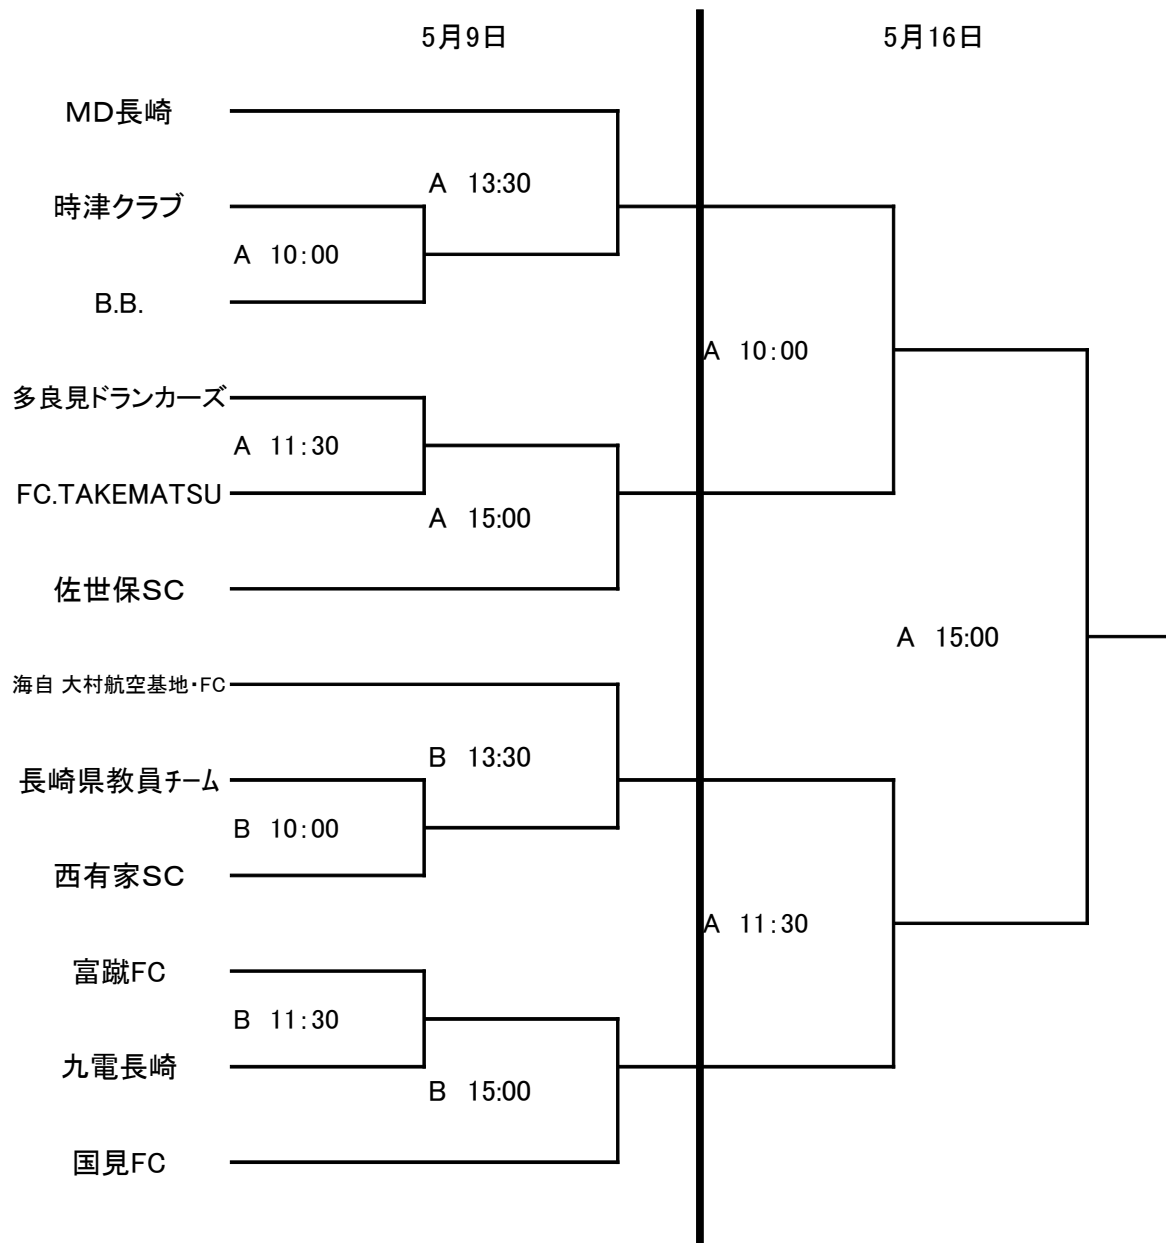 5月9日
5月16日
MD長崎
A 13:30
時津クラブ
A 10:00
B.B.
A 10:00
多良見ドランカーズ
A 11:30
FC.TAKEMATSU
A 15:00
佐世保SC
A 15:00
海自 大村航空基地・FC
B 13:30
長崎県教員チーム
B 10:00
西有家SC
A 11:30
富蹴FC
B 11:30
九電長崎
B 15:00
国見FC